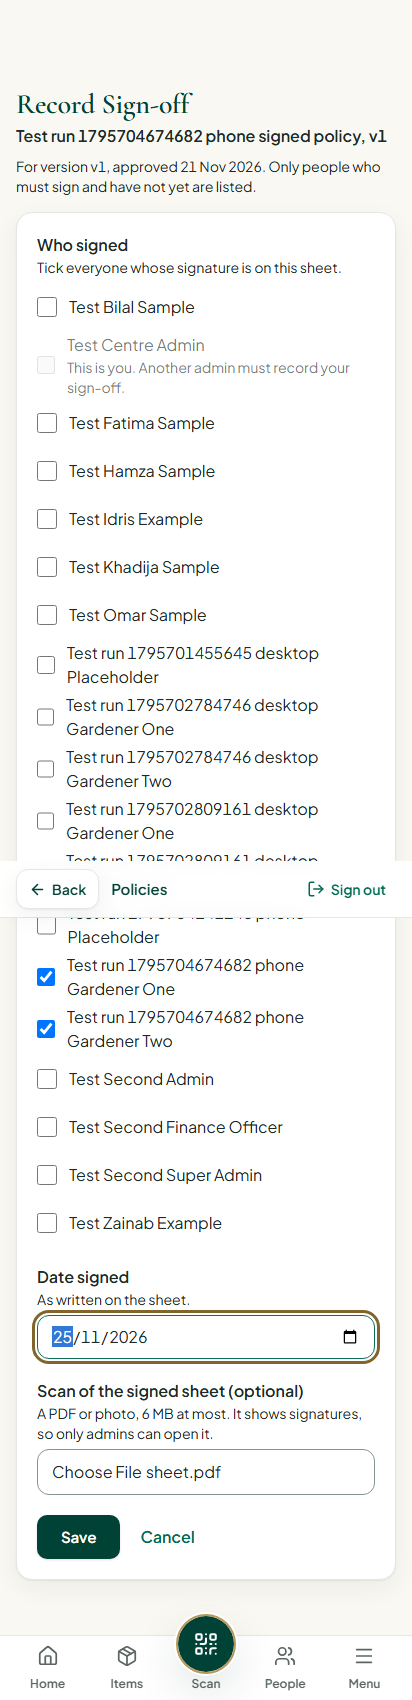 Record Sign-off
Test run 1795704674682 phone signed policy, v1
For version v1, approved 21 Nov 2026. Only people who
must sign and have not yet are listed.
Who signed
Tick everyone whose signature is on this sheet.
Test Bilal Sample
Test Centre Admin
This is you. Another admin must record your
sign-off.
Test Fatima Sample
Test Hamza Sample
Test Idris Example
Test Khadija Sample
Test Omar Sample
Test run 1795701455645 desktop
Placeholder
Test run 1795702784746 desktop
Gardener One
Test run 1795702784746 desktop
Gardener Two
Test run 1795702809161 desktop
Gardener One
Test run 1795702809161 desktop
Back
Policies
Sign out
Placeholder
Test run 1795704674682 phone
Gardener One
Test run 1795704674682 phone
Gardener Two
Test Second Admin
Test Second Finance Officer
Test Second Super Admin
Test Zainab Example
Date signed
As written on the sheet.
25/11/2026
Scan of the signed sheet (optional)
A PDF or photo, 6 MB at most. It shows signatures,
so only admins can open it.
Choose File sheet.pdf
Save
Cancel
Home
Items
Scan
People
Menu